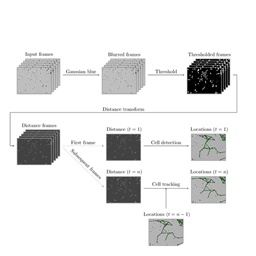 Input frames
Blurred frames
Thresholded frames
Gaussian blur
Threshold
Distance transform
Distance frames
Distance (t = 1)
Locations (t = 1)
First frame
Cell detection
Subsequent frames
Distance (t = n)
Locations (t = n)
Cell tracking
Locations (t = n − 1)